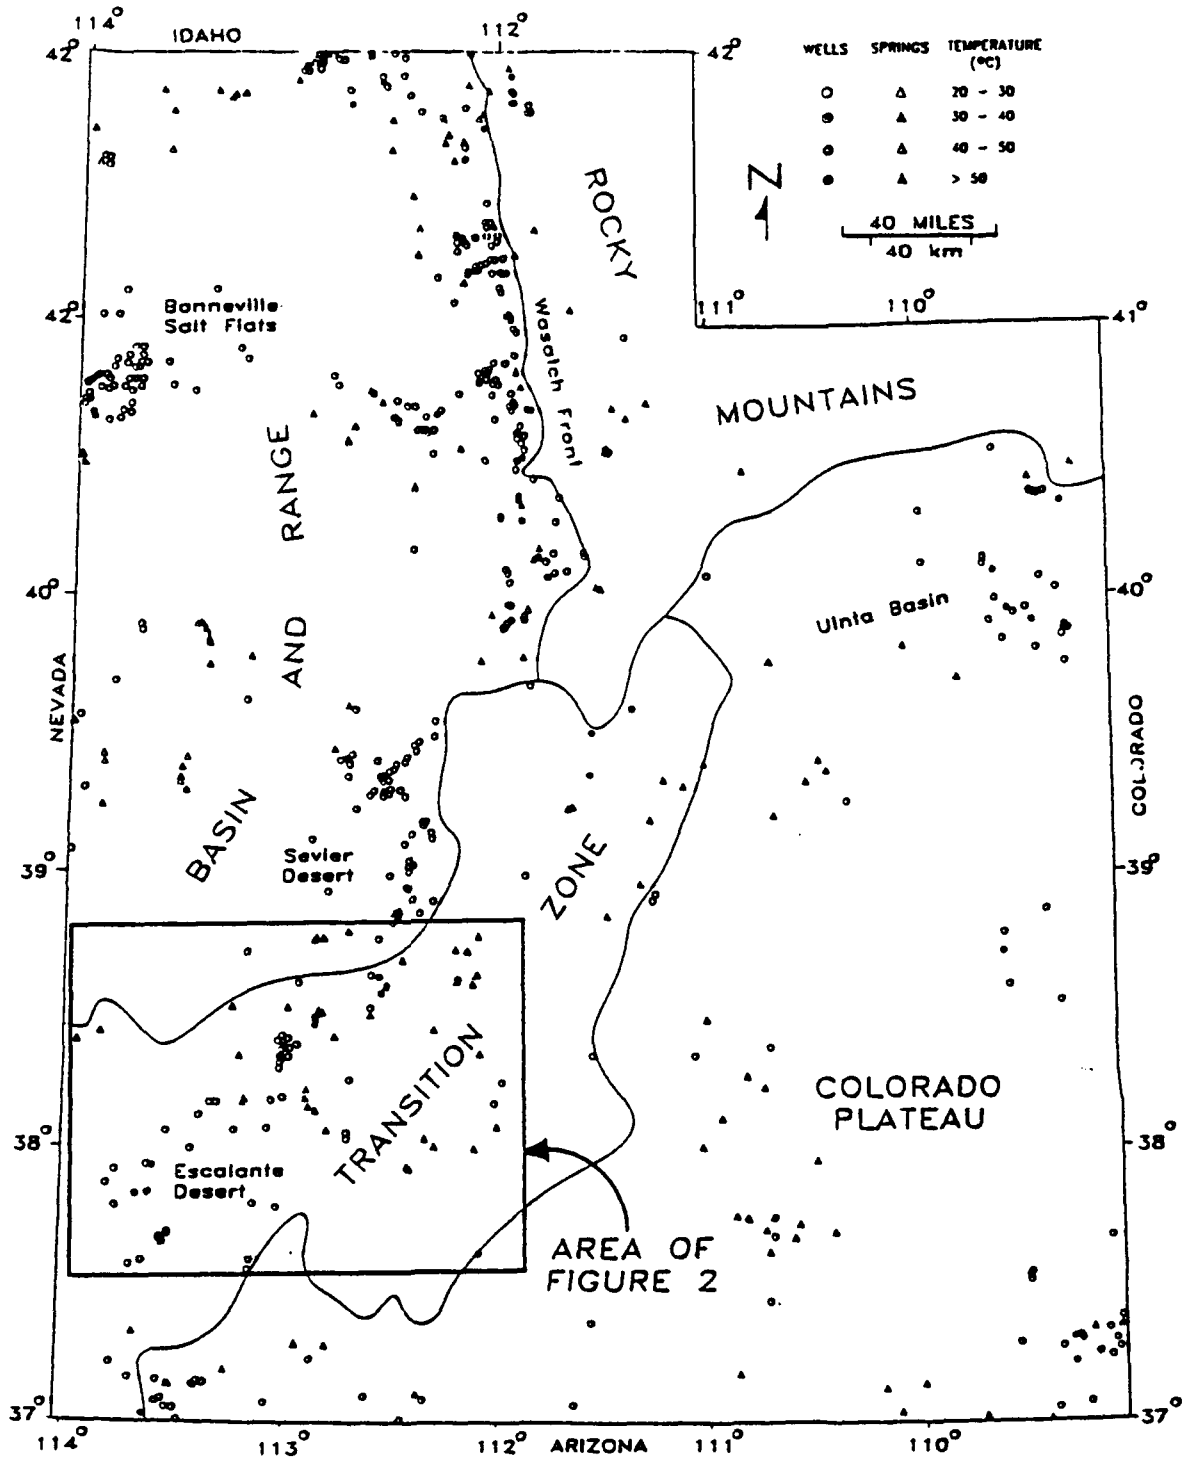 114°
112°
IDAHO
42°
42°
WELLS SPRINGS TEMPERATURE
(°C)
20 - 30
30 - 40
40 - 50
> 50
N
40 MILES
40 km
ROCKY
MOUNTAINS
Wasatch Front
111°
110°
41°
42°
Bonneville
Salt Flats
BASIN AND RANGE
40°
40°
Uinta Basin
NEVADA
COLORADO
39°
39°
Sevier
Desert
TRANSITION ZONE
COLORADO
PLATEAU
38°
38°
Escalante
Desert
AREA OF
FIGURE 2
37°
37°
114°
113°
112°
ARIZONA
111°
110°